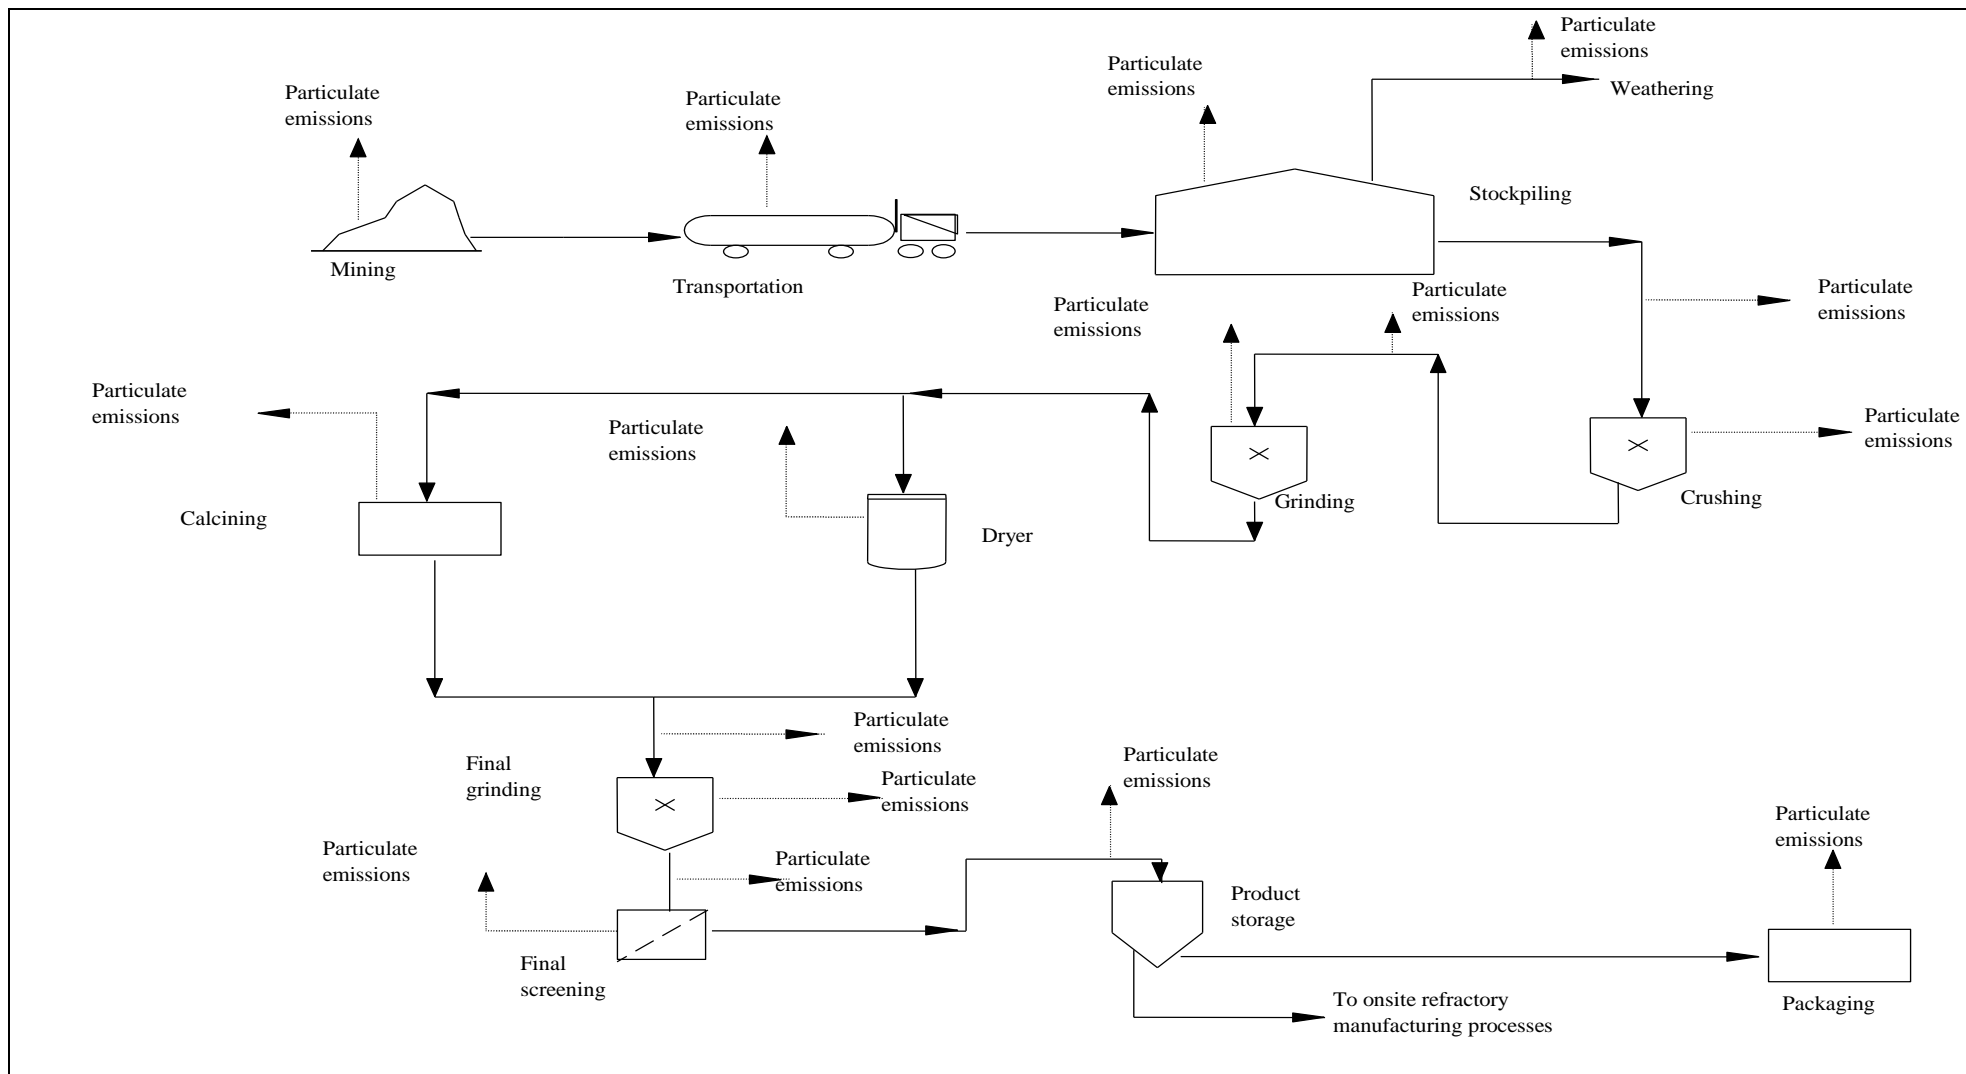 Particulate
emissions
Particulate
emissions
Particulate
emissions
Particulate
emissions
Weathering
Stockpiling
Mining
Transportation
Particulate
emissions
Particulate
emissions
Particulate
emissions
Particulate
emissions
Particulate
emissions
Particulate
emissions
Calcining
Dryer
Grinding
Crushing
Particulate
emissions
Final
grinding
Particulate
emissions
Particulate
emissions
Particulate
emissions
Particulate
emissions
Particulate
emissions
Final
screening
Product
storage
Packaging
To onsite refractory
manufacturing processes